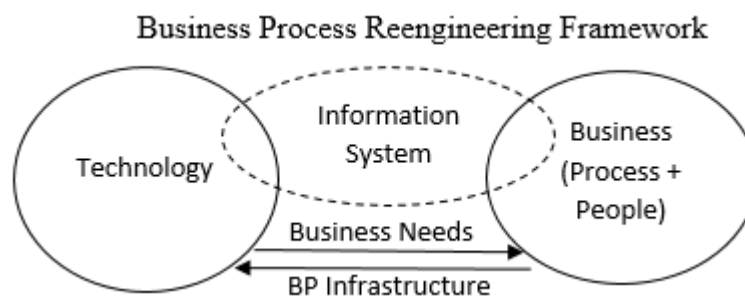 Business Process Reengineering Framework
Technology
Information
System
Business
(Process +
People)
Business Needs
BP Infrastructure